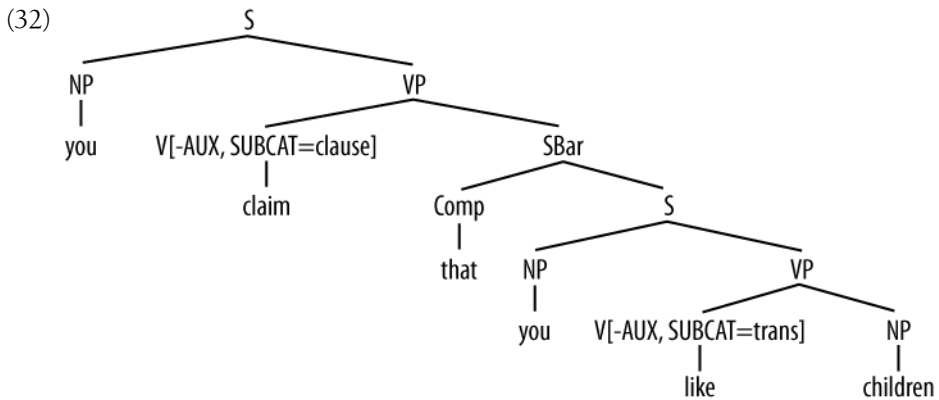 (32)
S
NP VP
you V[-AUX, SUBCAT=clause] SBar
claim Comp S
that NP VP
you V[-AUX, SUBCAT=trans] NP
like children